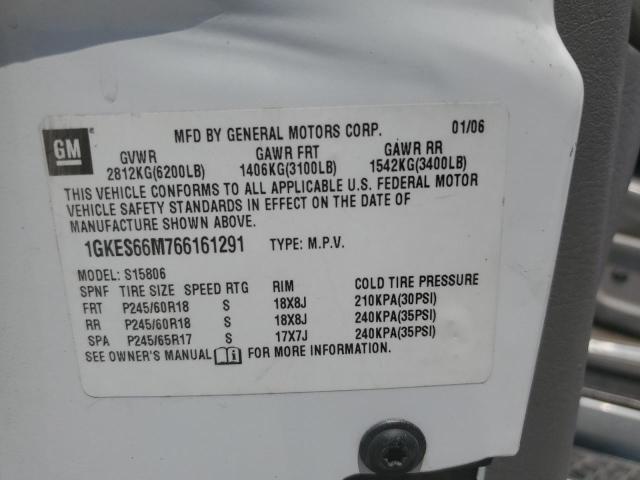 GM
MFD BY GENERAL MOTORS CORP. 01/06
GVWR GAWR FRT GAWR RR
2812KG(6200LB) 1406KG(3100LB) 1542KG(3400LB)
THIS VEHICLE CONFORMS TO ALL APPLICABLE U.S. FEDERAL MOTOR
VEHICLE SAFETY STANDARDS IN EFFECT ON THE DATE OF
MANUFACTURE SHOWN ABOVE.
1GKES66M766161291 TYPE: M.P.V.
MODEL: S15806
SPNF TIRE SIZE SPEED RTG RIM COLD TIRE PRESSURE
FRT P245/60R18 S 18X8J 210KPA(30PSI)
RR P245/60R18 S 18X8J 240KPA(35PSI)
SPA P245/65R17 S 17X7J 240KPA(35PSI)
SEE OWNER'S MANUAL FOR MORE INFORMATION.